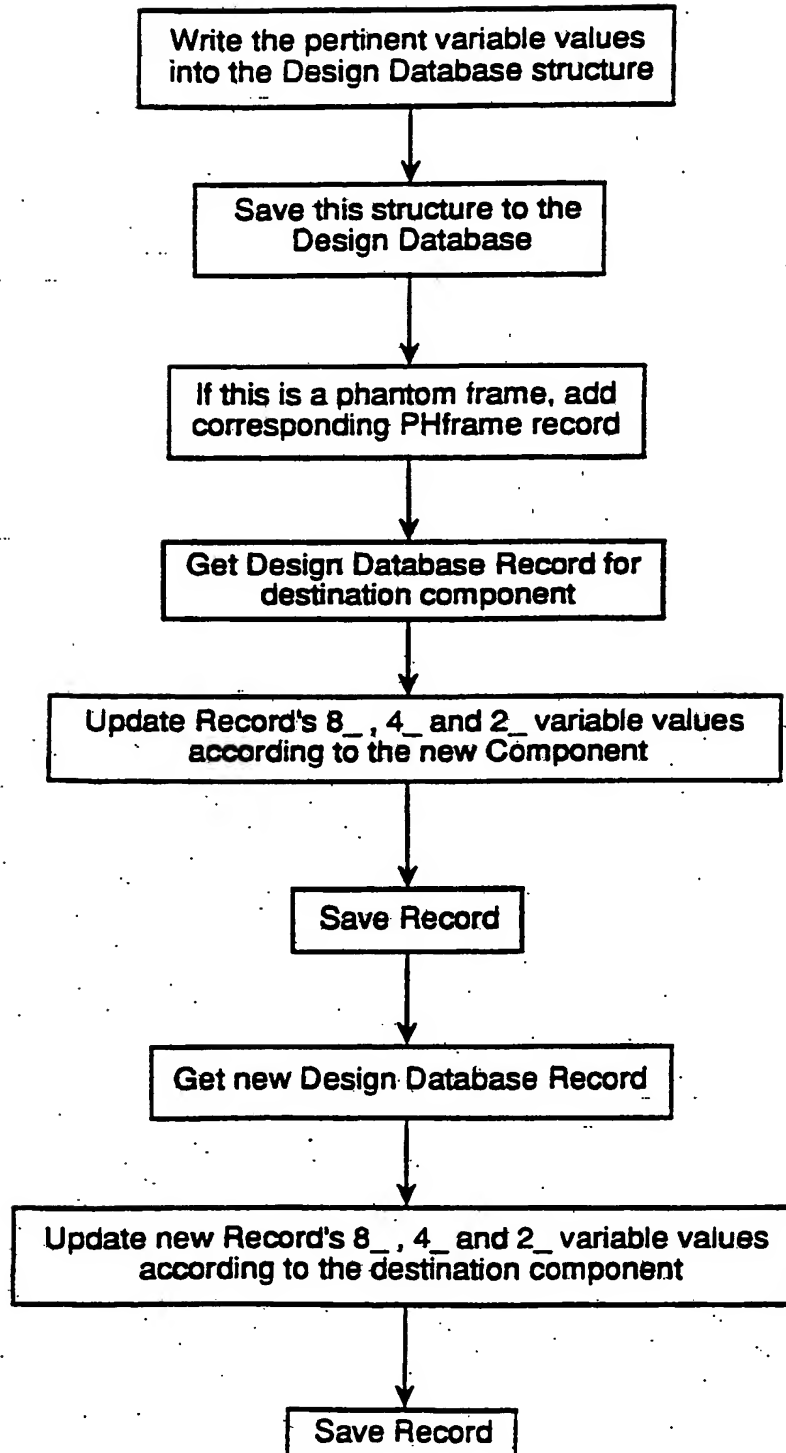 Write the pertinent variable values
into the Design Database structure
Save this structure to the
Design Database
If this is a phantom frame, add
corresponding PHframe record
Get Design Database Record for
destination component
Update Record's 8_ , 4_ and 2_ variable values
according to the new Component
Save Record
Get new Design Database Record
Update new Record's 8_ , 4_ and 2_ variable values
according to the destination component
Save Record